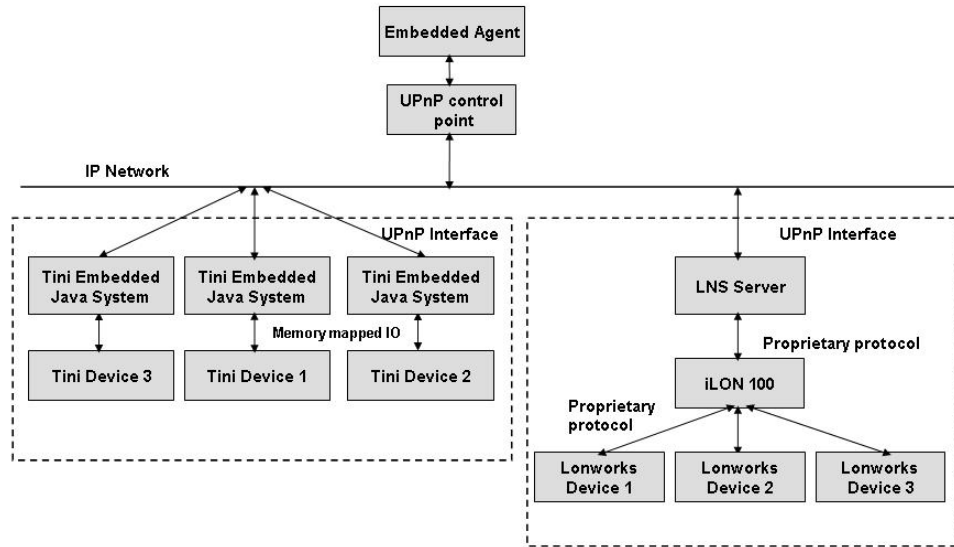 Embedded Agent
UPnP control
point
IP Network
UPnP Interface
UPnP Interface
Tini Embedded
Java System
Tini Embedded
Java System
Tini Embedded
Java System
LNS Server
Memory mapped IO
Proprietary protocol
Tini Device 3
Tini Device 1
Tini Device 2
iLON 100
Proprietary
protocol
Lonworks
Device 1
Lonworks
Device 2
Lonworks
Device 3